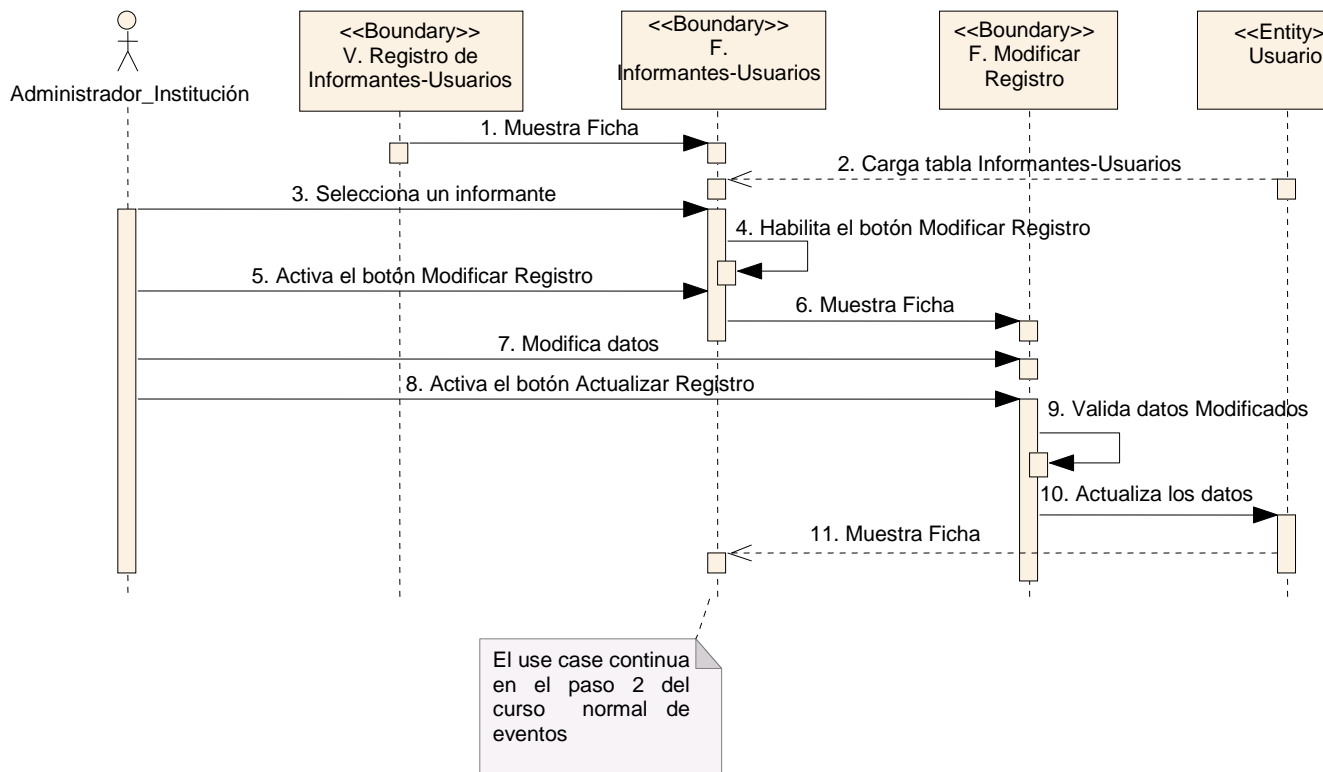 <<Boundary>>
V. Registro de
Informantes-Usuarios
<<Boundary>>
F.
Informantes-Usuarios
<<Boundary>>
F. Modificar
Registro
<<Entity>
Usuario
Administrador_Institución
1. Muestra Ficha
2. Carga tabla Informantes-Usuarios
3. Selecciona un informante
4. Habilita el botón Modificar Registro
5. Activa el botón Modificar Registro
6. Muestra Ficha
7. Modifica datos
8. Activa el botón Actualizar Registro
9. Valida datos Modificados
10. Actualiza los datos
11. Muestra Ficha
El use case continua
en el paso 2 del
curso normal de
eventos